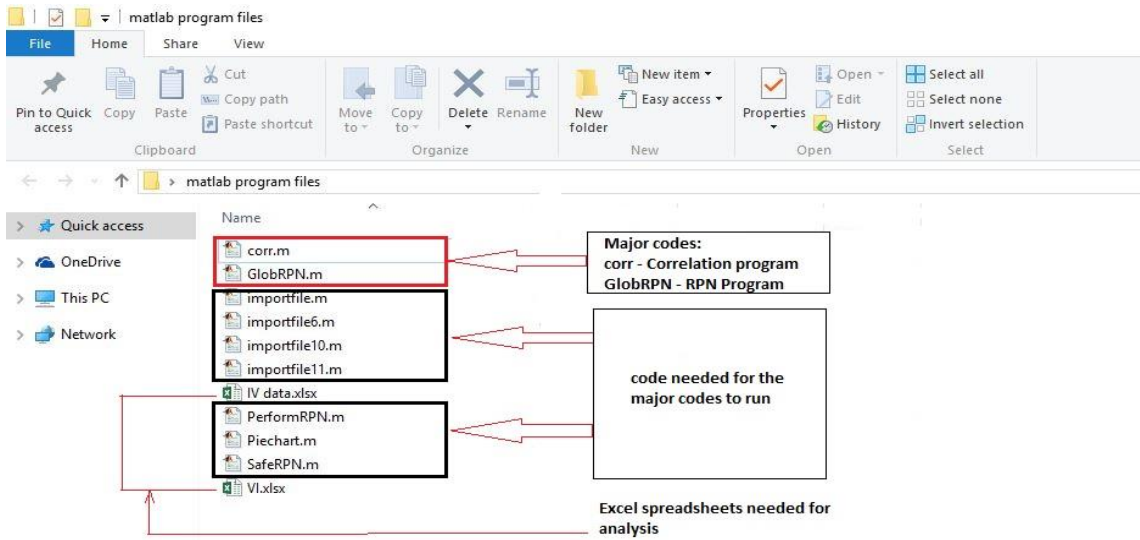 matlab program files
File Home Share View
Pin to Quick access
Copy
Paste
Cut
Copy path
Paste shortcut
Clipboard
Move to
Copy to
Delete
Rename
Organize
New folder
New item
Easy access
New
Properties
Open
Edit
History
Open
Select all
Select none
Invert selection
Select
matlab program files
Quick access
OneDrive
This PC
Network
Name
corr.m
GlobRPN.m
importfile.m
importfile6.m
importfile10.m
importfile11.m
IV data.xlsx
PerformRPN.m
Piechart.m
SafeRPN.m
VI.xlsx
Major codes:
corr - Correlation program
GlobRPN - RPN Program
code needed for the
major codes to run
Excel spreadsheets needed for
analysis